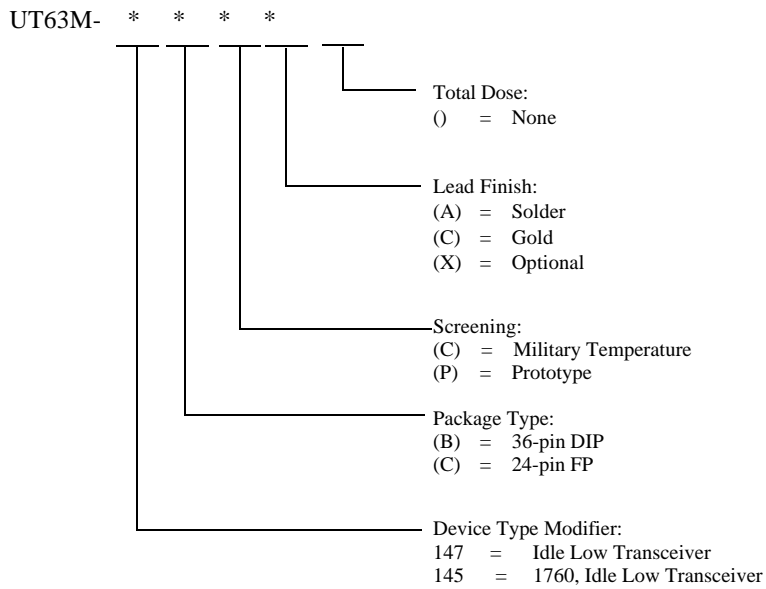 UT63M- * * * *
Total Dose:
() = None
Lead Finish:
(A) = Solder
(C) = Gold
(X) = Optional
Screening:
(C) = Military Temperature
(P) = Prototype
Package Type:
(B) = 36-pin DIP
(C) = 24-pin FP
Device Type Modifier:
147 = Idle Low Transceiver
145 = 1760, Idle Low Transceiver